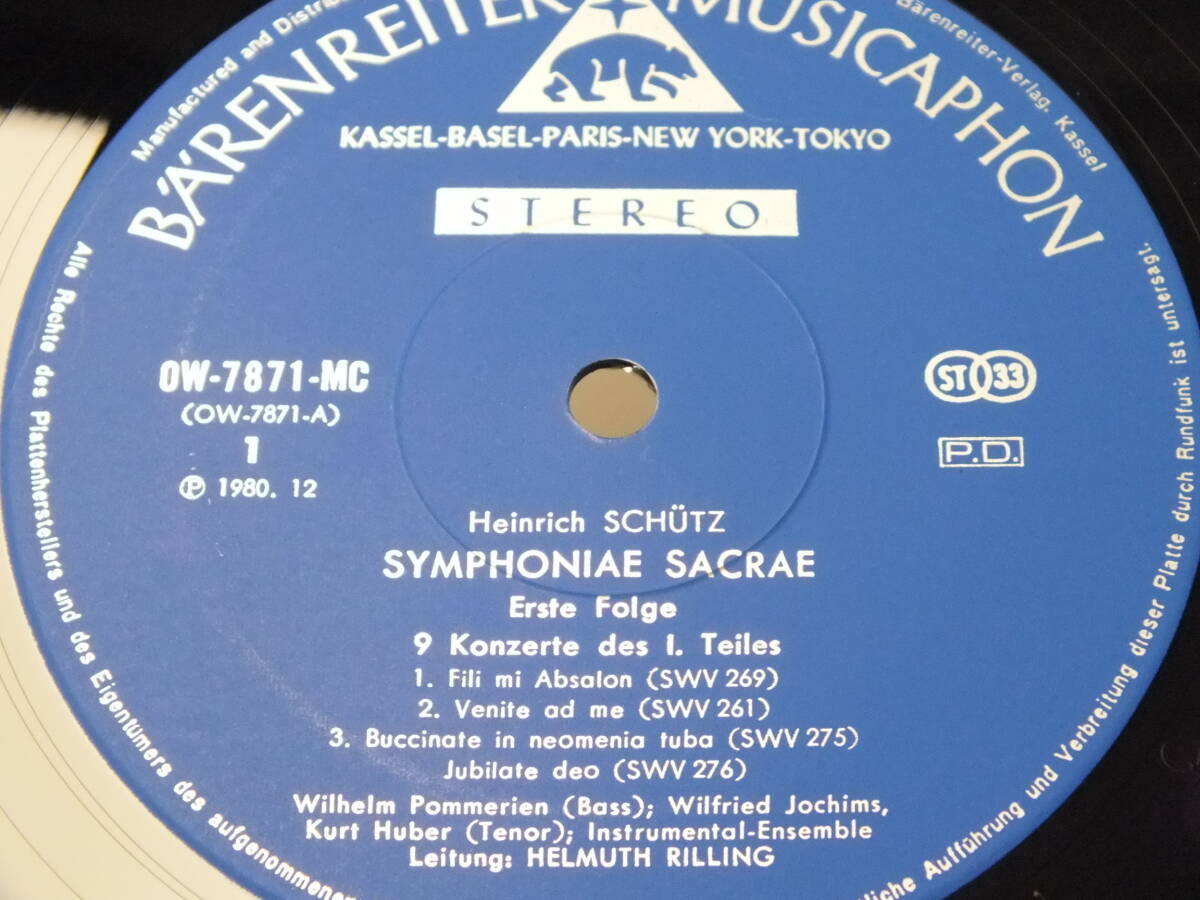 BÄRENREITER MUSICAPHON
Manufactured and Distrib
Bärenreiter-Verlag. Kassel
KASSEL-BASEL-PARIS-NEW YORK-TOKYO
STEREO
OW-7871-MC
(OW-7871-A)
1
Ⓟ 1980. 12
ST 33
P.D.
Heinrich SCHÜTZ
SYMPHONIAE SACRAE
Erste Folge
9 Konzerte des I. Teiles
1. Fili mi Absalon (SWV 269)
2. Venite ad me (SWV 261)
3. Buccinate in neomenia tuba (SWV 275)
Jubilate deo (SWV 276)
Wilhelm Pommerien (Bass); Wilfried Jochims,
Kurt Huber (Tenor); Instrumental-Ensemble
Leitung: HELMUTH RILLING
Alle Rechte des Plattenherstellers und des Eigentümers des aufgenommenen
liche Aufführung und Verbreitung dieser Platte durch Rundfunk ist untersagt.